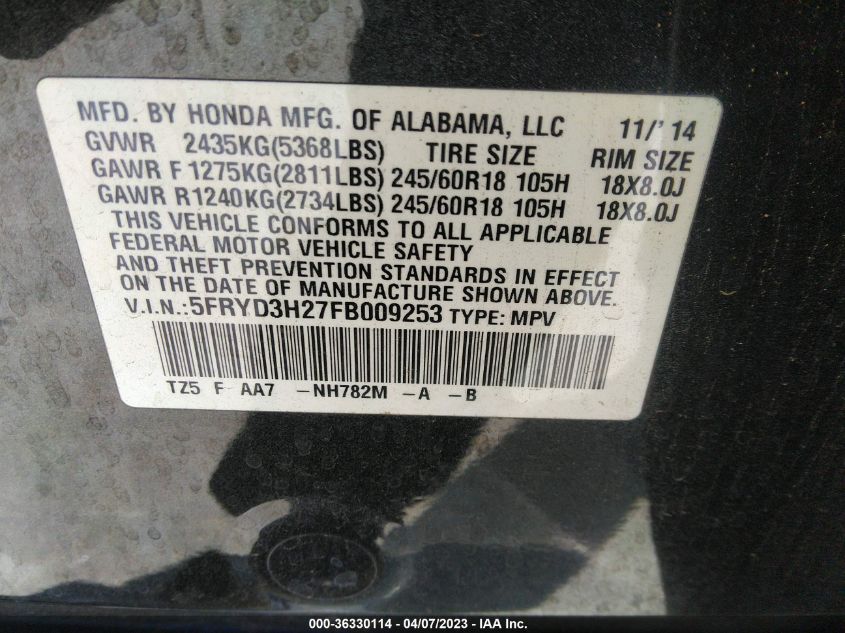 MFD. BY HONDA MFG. OF ALABAMA, LLC 11/'14
GVWR 2435KG(5368LBS) TIRE SIZE RIM SIZE
GAWR F 1275KG(2811LBS) 245/60R18 105H 18X8.0J
GAWR R1240KG(2734LBS) 245/60R18 105H 18X8.0J
THIS VEHICLE CONFORMS TO ALL APPLICABLE
FEDERAL MOTOR VEHICLE SAFETY
AND THEFT PREVENTION STANDARDS IN EFFECT
ON THE DATE OF MANUFACTURE SHOWN ABOVE.
V.I.N.:5FRYD3H27FB009253 TYPE: MPV
TZ5 F AA7 -NH782M -A -B
000-36330114 - 04/07/2023 - IAA Inc.